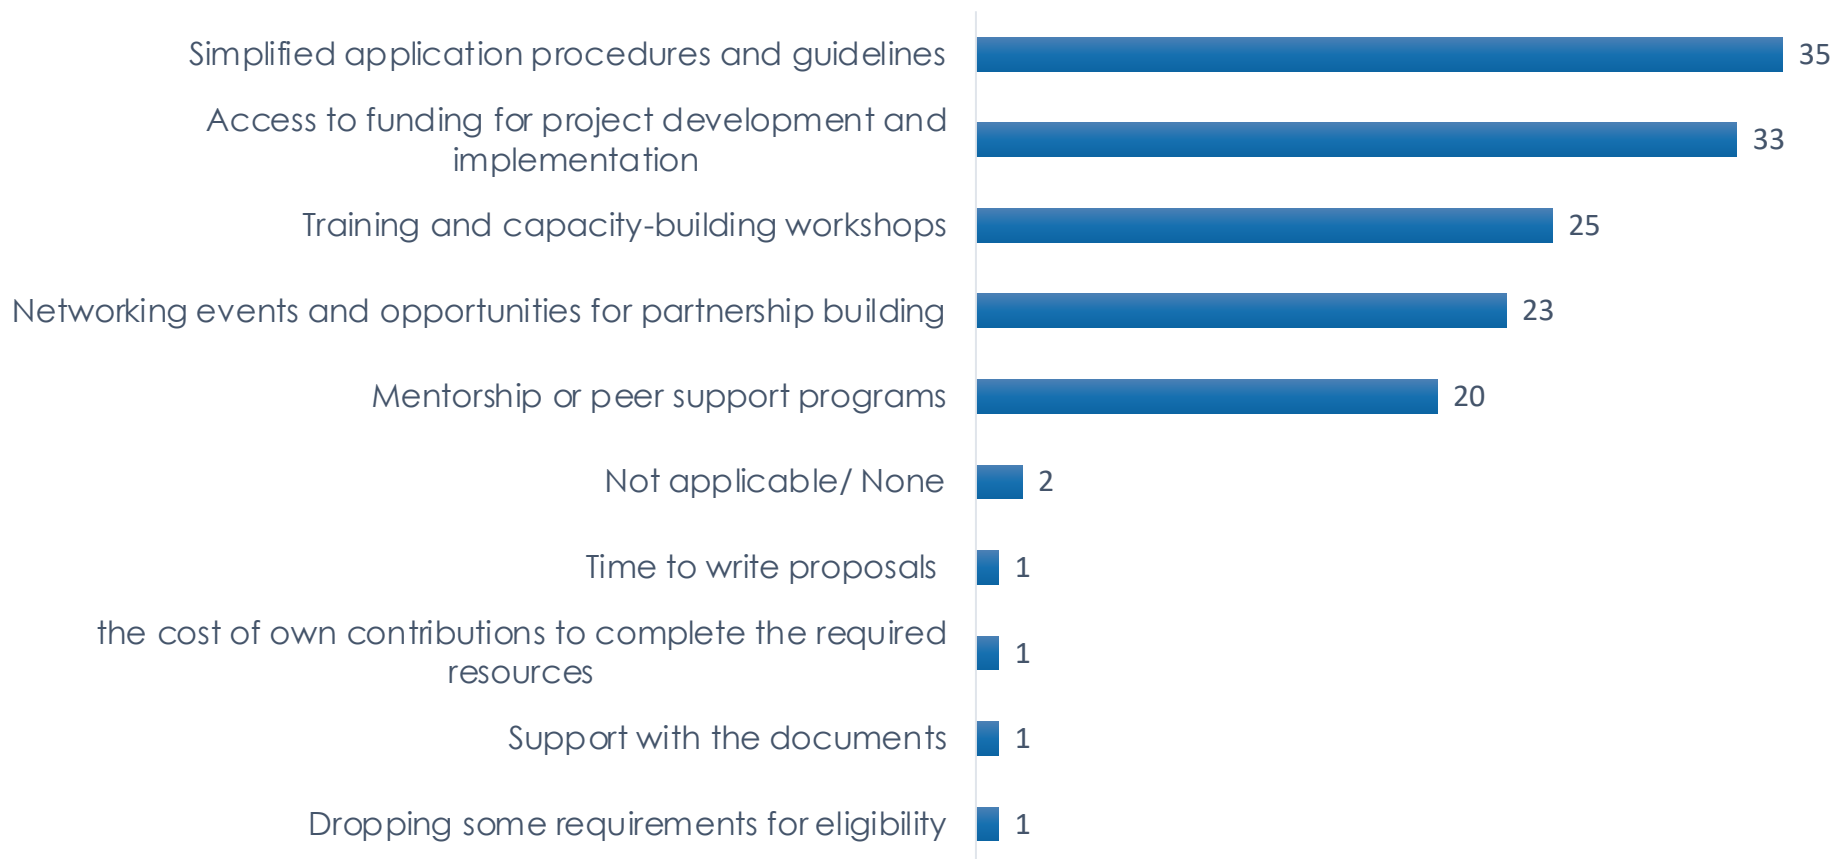 Simplified application procedures and guidelines 35
Access to funding for project development and
implementation 33
Training and capacity-building workshops 25
Networking events and opportunities for partnership building 23
Mentorship or peer support programs 20
Not applicable/ None 2
Time to write proposals 1
the cost of own contributions to complete the required
resources 1
Support with the documents 1
Dropping some requirements for eligibility 1